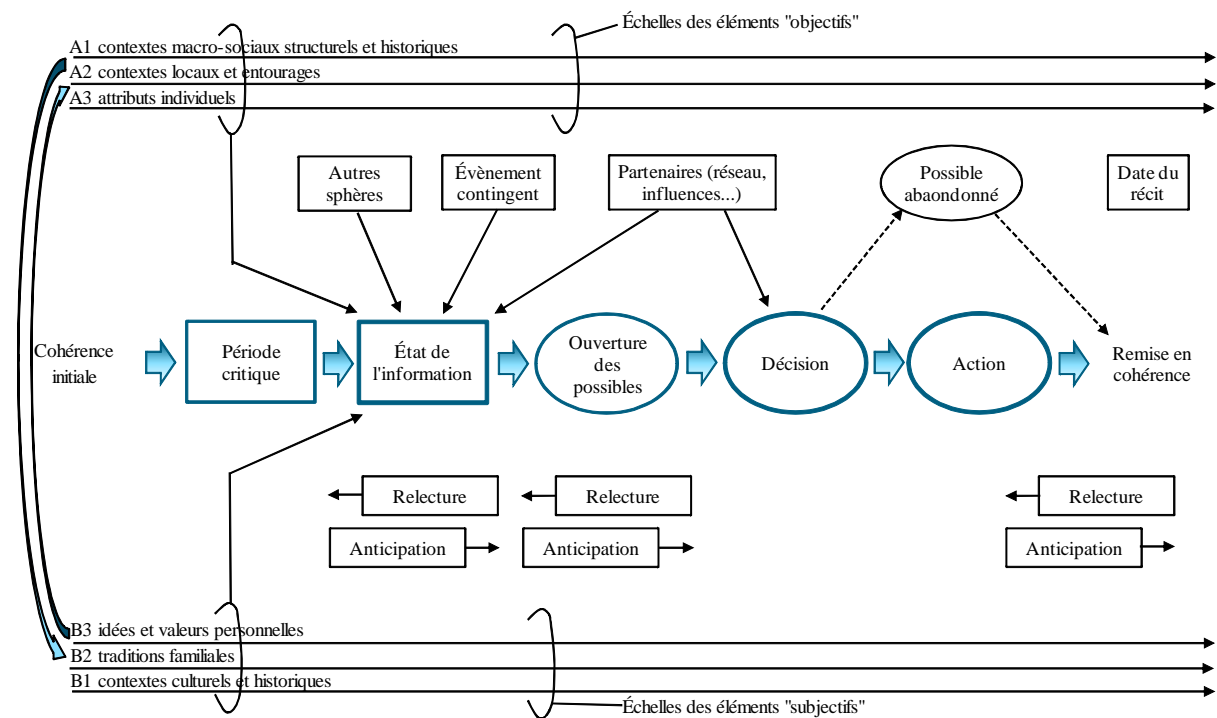 Échelles des éléments "objectifs"
A1 contextes macro-sociaux structurels et historiques
A2 contextes locaux et entourages
A3 attributs individuels
Autres
sphères
Évènement
contingent
Partenaires (réseau,
influences...)
Possible
abaondonné
Date du
récit
Cohérence
initiale
Période
critique
État de
l'information
Ouverture
des
possibles
Décision
Action
Remise en
cohérence
Relecture
Relecture
Relecture
Anticipation
Anticipation
Anticipation
B3 idées et valeurs personnelles
B2 traditions familiales
B1 contextes culturels et historiques
Échelles des éléments "subjectifs"